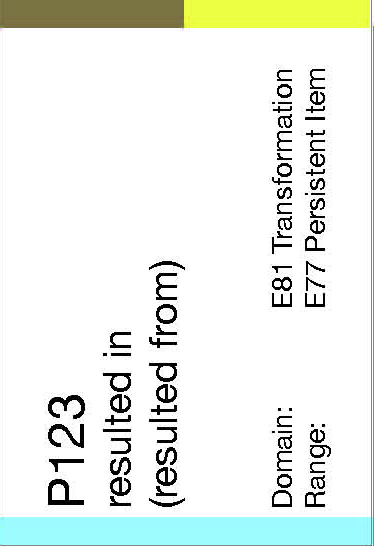 P123
resulted in
(resulted from)
Domain: E81 Transformation
Range: E77 Persistent Item